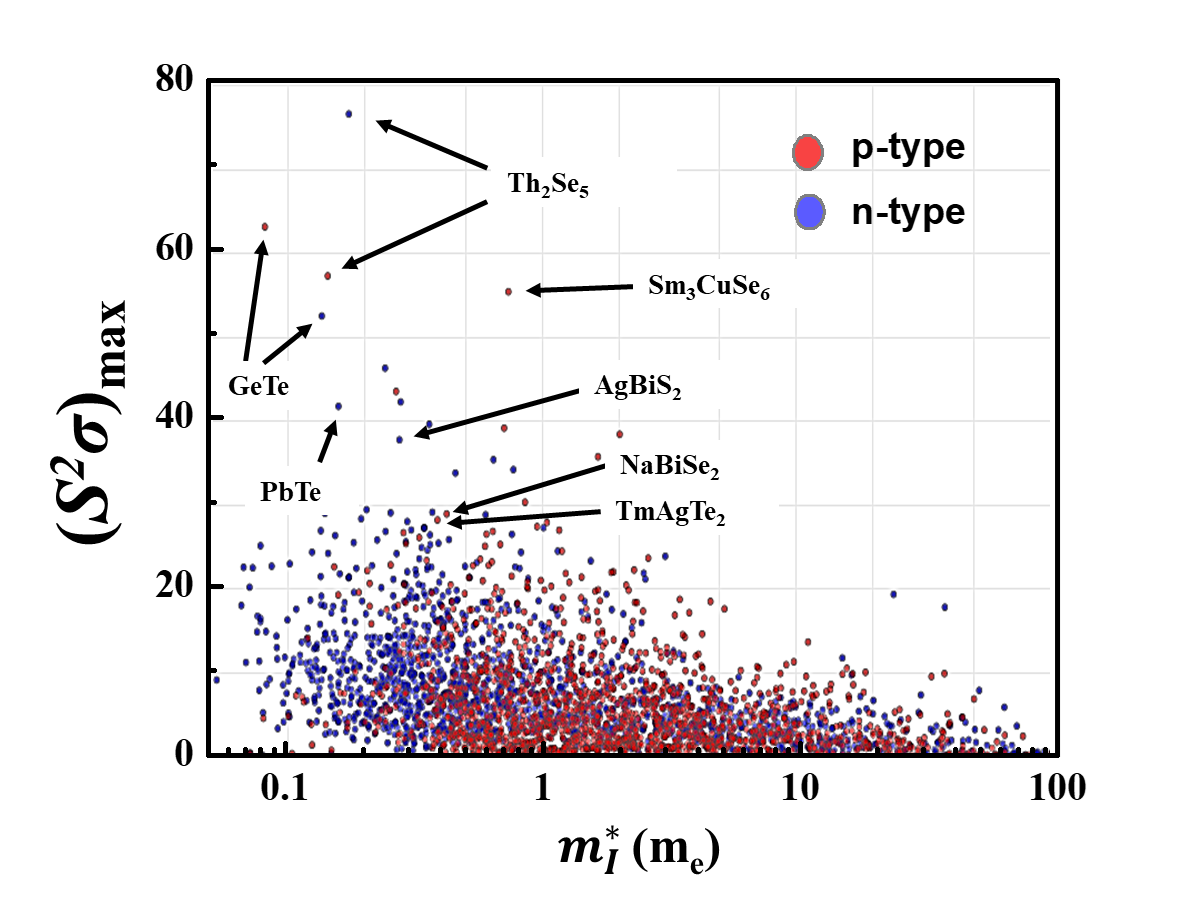 80
p-type
Th₂Se₅
n-type
60
Sm₃CuSe₆
GeTe
AgBiS₂
40
(S²σ)max
NaBiSe₂
PbTe
TmAgTe₂
20
0
0.1 1 10 100
m*I (me)